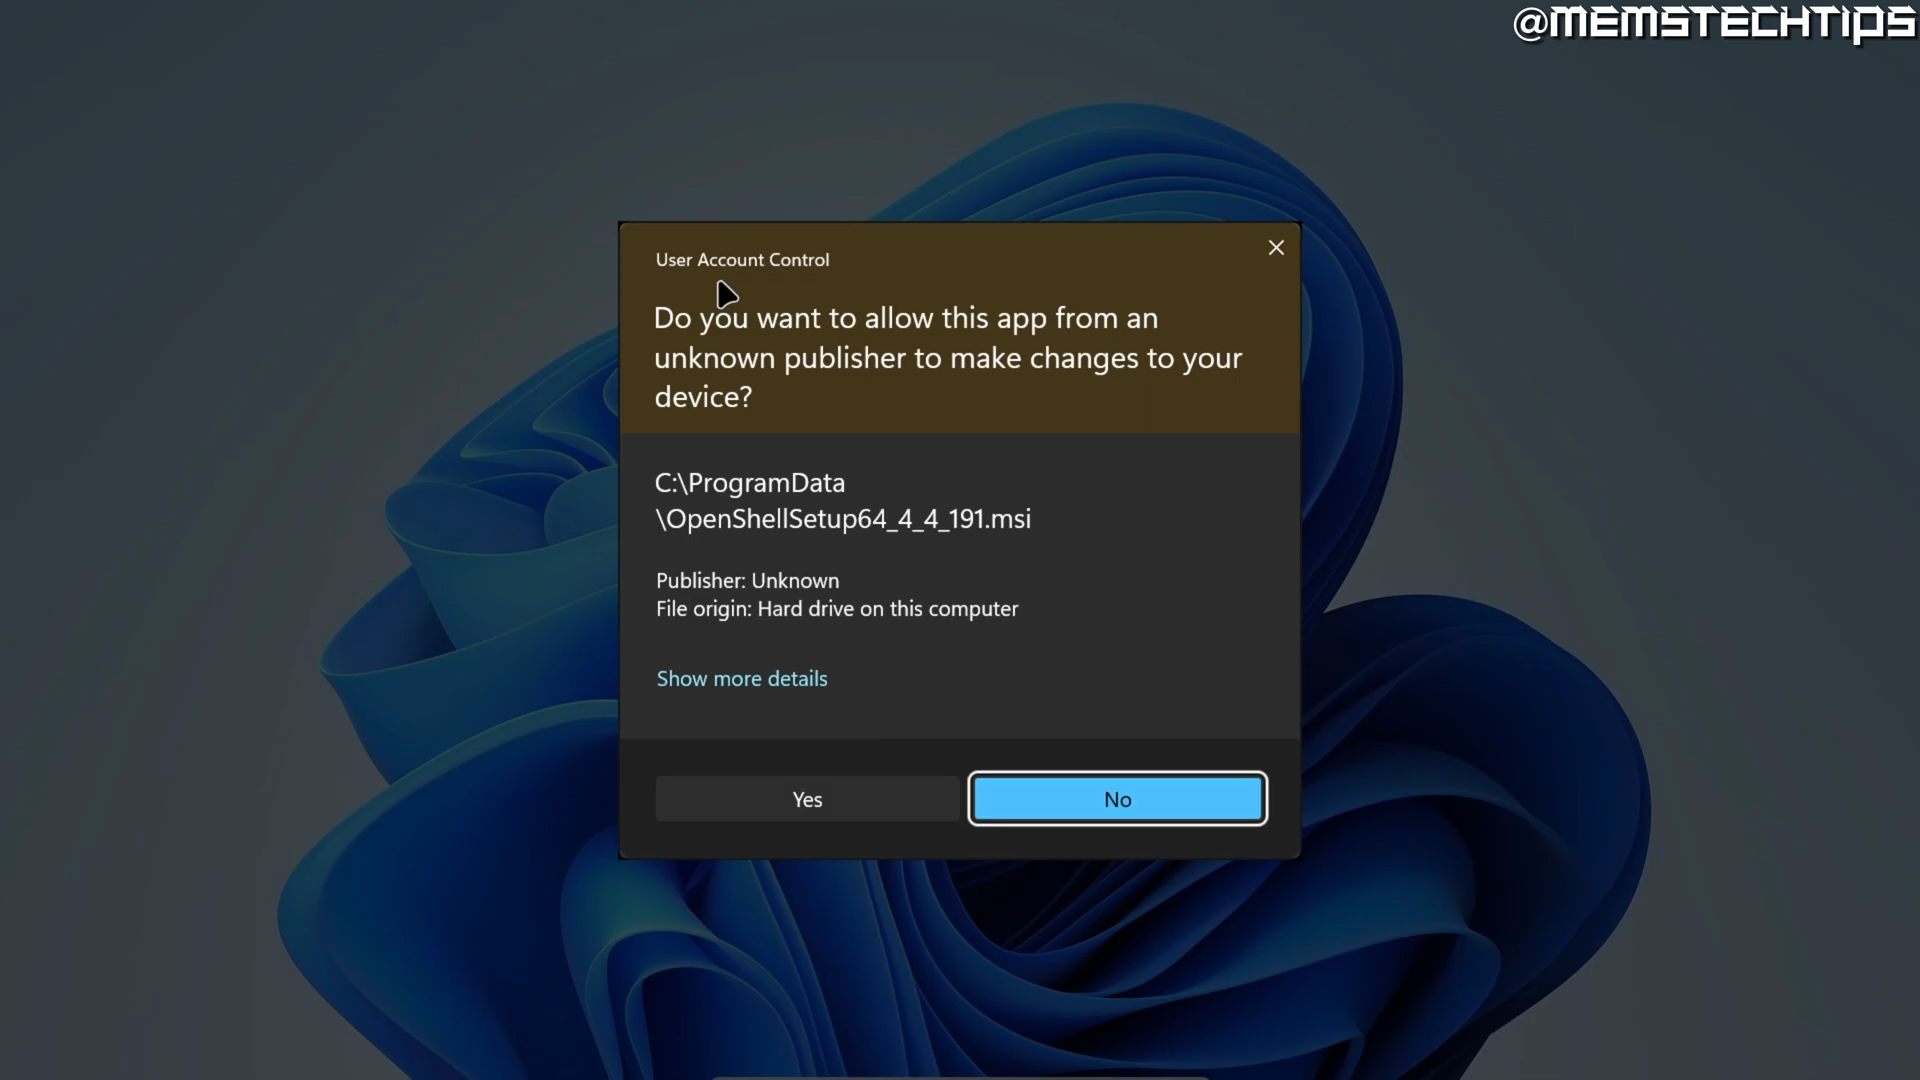 @MEMSTECHTIPS
User Account Control
Do you want to allow this app from an
unknown publisher to make changes to your
device?
C:\ProgramData
\OpenShellSetup64_4_4_191.msi
Publisher: Unknown
File origin: Hard drive on this computer
Show more details
Yes
No